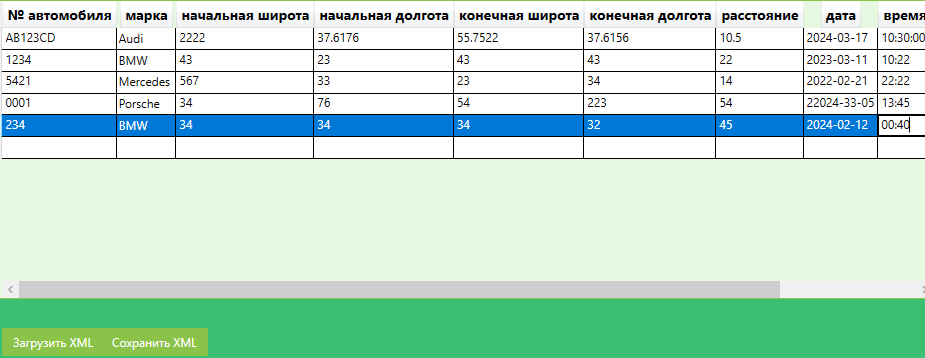 № автомобиля марка начальная широта начальная долгота конечная широта конечная долгота расстояние дата время
AB123CD Audi 2222 37.6176 55.7522 37.6156 10.5 2024-03-17 10:30:00
1234 BMW 43 23 43 43 22 2023-03-11 10:22
5421 Mercedes 567 33 23 34 14 2022-02-21 22:22
0001 Porsche 34 76 54 223 54 22024-33-05 13:45
234 BMW 34 34 34 32 45 2024-02-12 00:40
Загрузить XML Сохранить XML